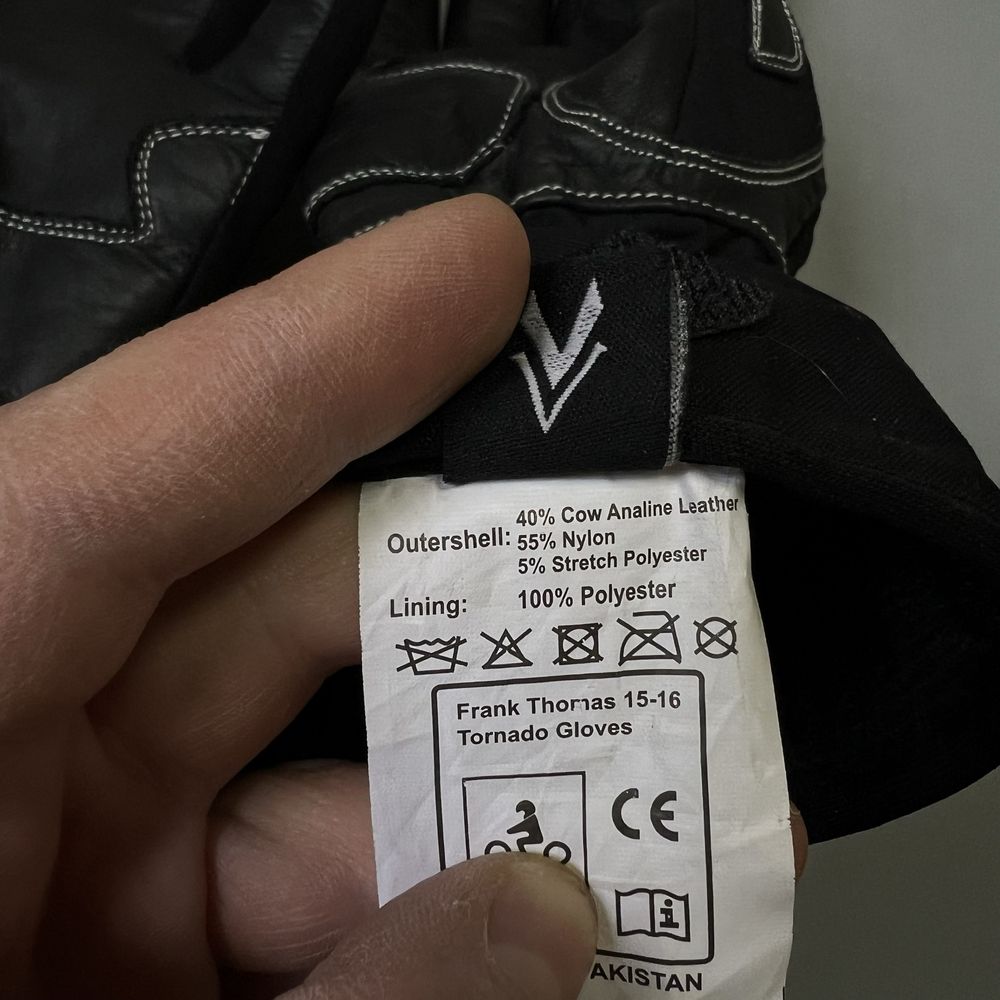 Outershell: 40% Cow Analine Leather
55% Nylon
5% Stretch Polyester
Lining: 100% Polyester
Frank Thomas 15-16
Tornado Gloves
CE
i
AKISTAN